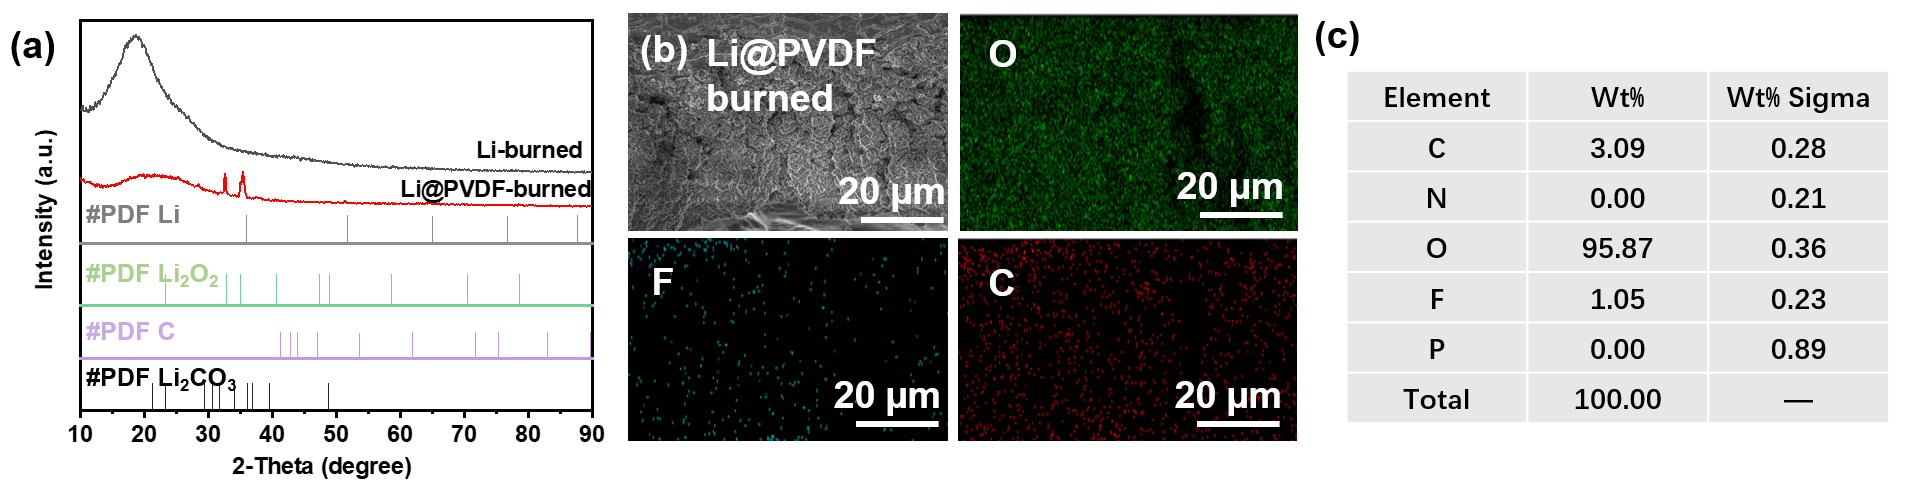 (a)
Intensity (a.u.)
Li-burned
Li@PVDF-burned
#PDF Li
#PDF Li₂O₂
#PDF C
#PDF Li₂CO₃
10 20 30 40 50 60 70 80 90
2-Theta (degree)
(b) Li@PVDF
burned
20 μm
O
20 μm
F
20 μm
C
20 μm
(c)
Element Wt% Wt% Sigma
C 3.09 0.28
N 0.00 0.21
O 95.87 0.36
F 1.05 0.23
P 0.00 0.89
Total 100.00 —